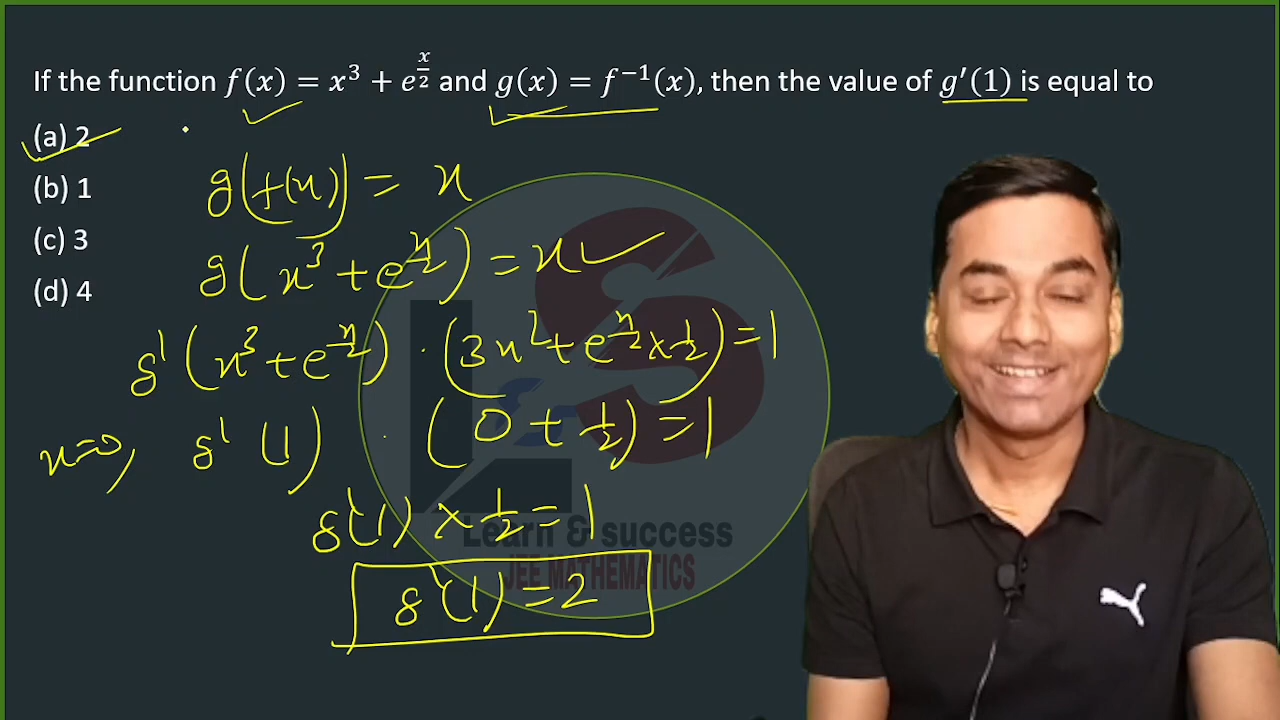 If the function f(x) = x³ + e^(x/2) and g(x) = f⁻¹(x), then the value of g′(1) is equal to
(a) 2
(b) 1
(c) 3
(d) 4
g(f(x)) = x
g(x³ + e^(x/2)) = x
g'(x³ + e^(x/2)) · (3x² + e^(x/2) × 1/2) = 1
x=0, g'(1) · (0 + 1/2) = 1
g'(1) × 1/2 = 1
g'(1) = 2
Learn & success
JEE MATHEMATICS